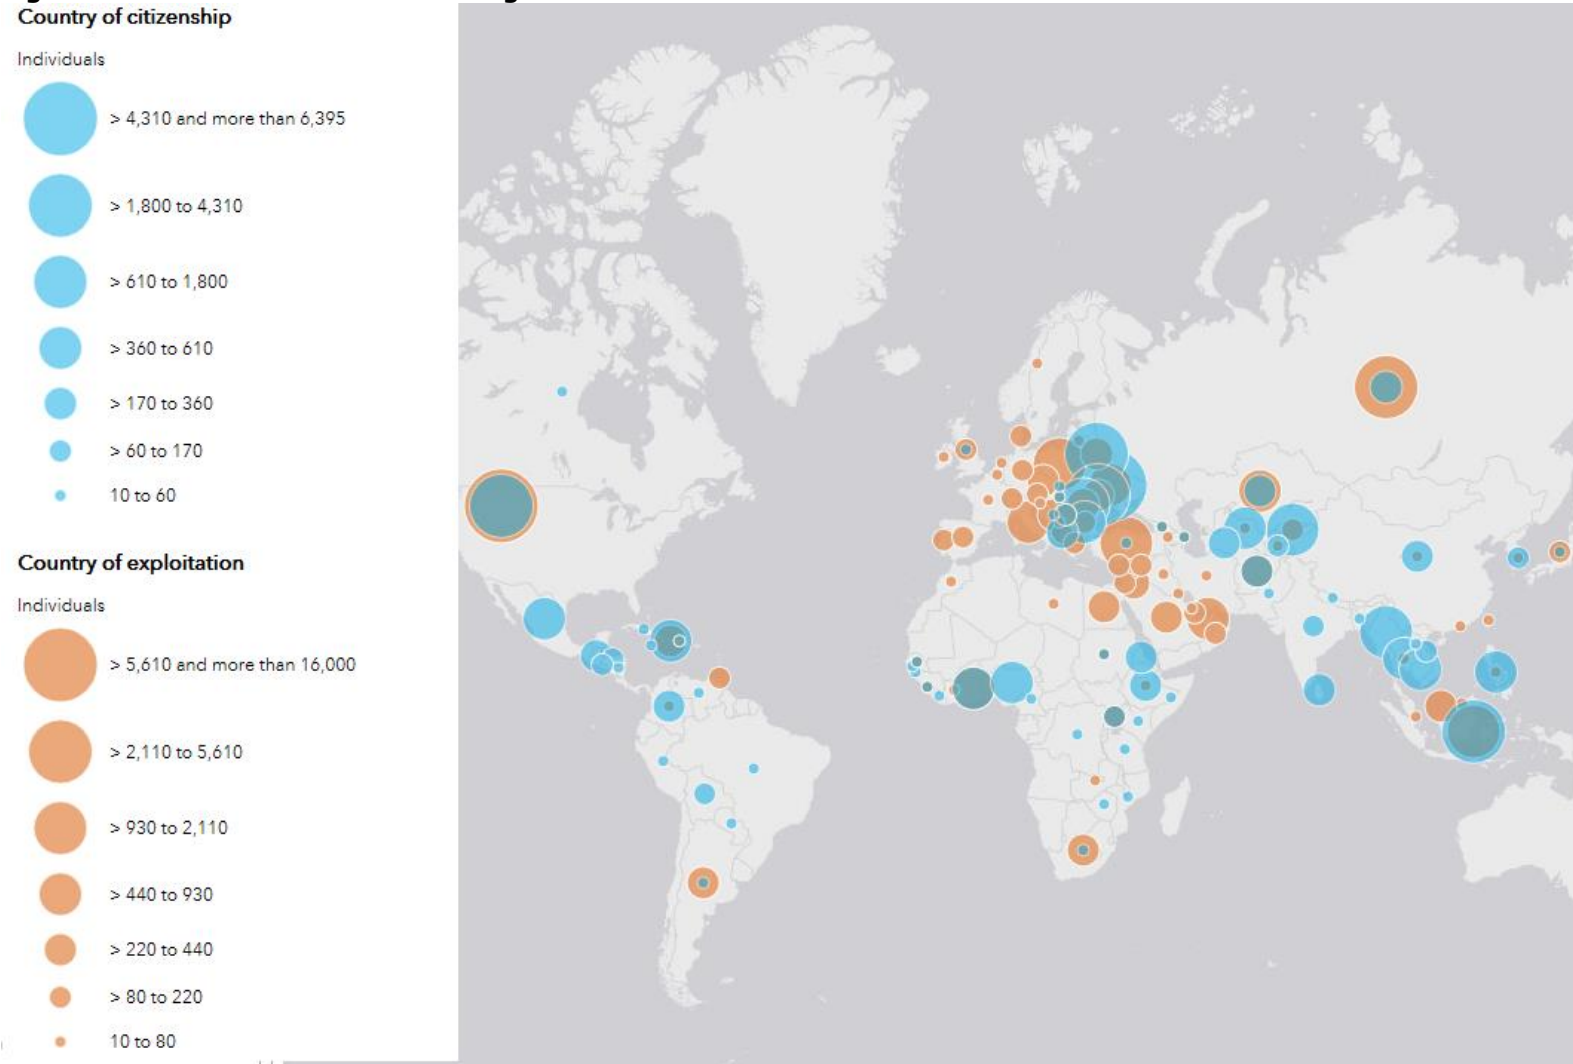 Country of citizenship
Individuals
> 4,310 and more than 6,395
> 1,800 to 4,310
> 610 to 1,800
> 360 to 610
> 170 to 360
> 60 to 170
10 to 60
Country of exploitation
Individuals
> 5,610 and more than 16,000
> 2,110 to 5,610
> 930 to 2,110
> 440 to 930
> 220 to 440
> 80 to 220
10 to 80